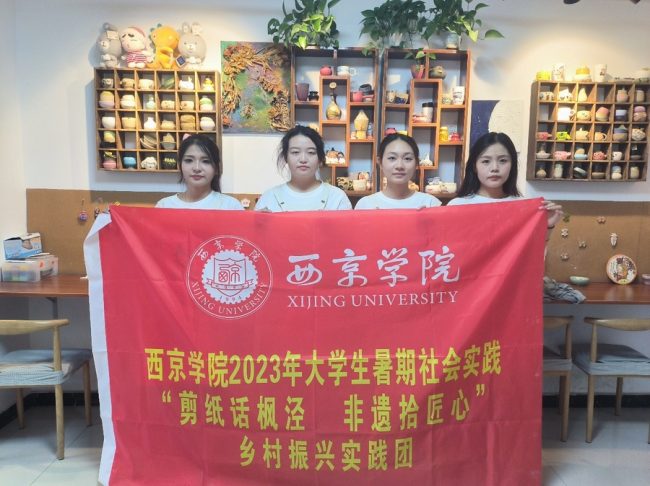 西京学院
XIJING UNIVERSITY
西京学院
XIJING UNIVERSITY
西京学院2023年大学生暑期社会实践
“剪纸话枫泾 非遗拾匠心”
乡村振兴实践团